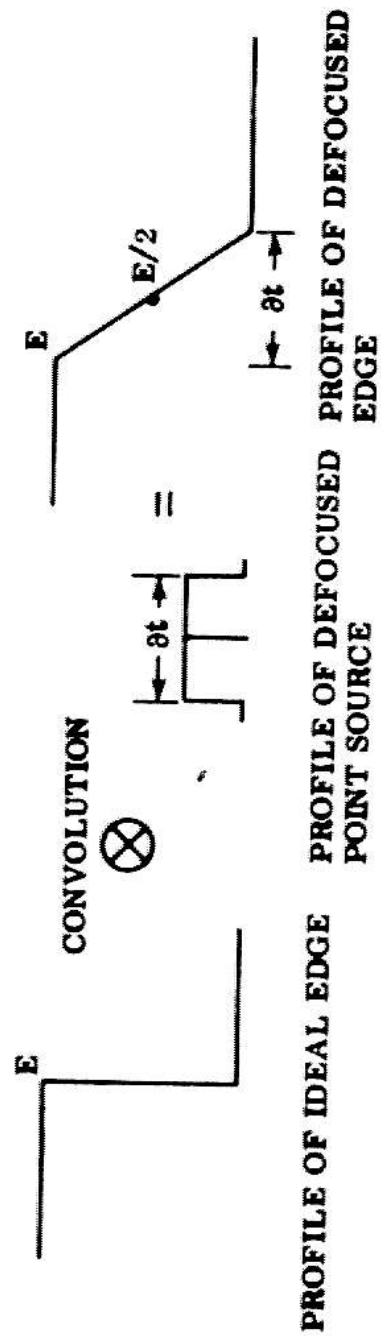 E
CONVOLUTION
⊗
∂t
=
E
E/2
∂t
PROFILE OF IDEAL EDGE
PROFILE OF DEFOCUSED
POINT SOURCE
PROFILE OF DEFOCUSED
EDGE